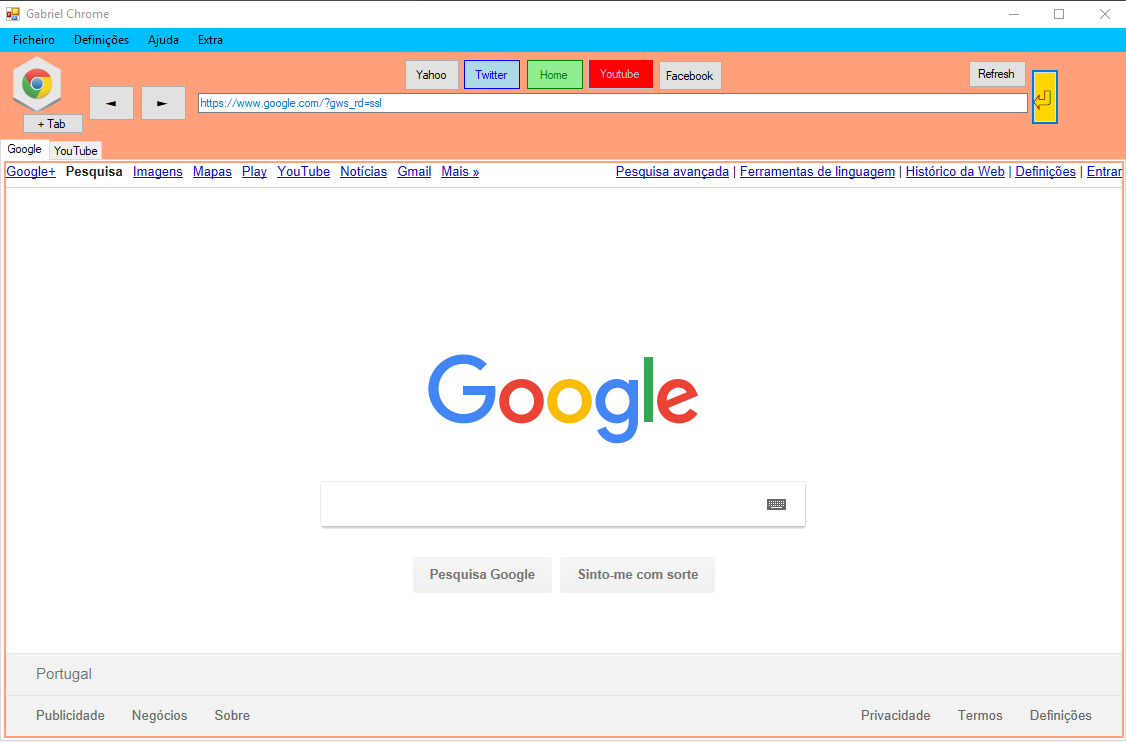 Gabriel Chrome
Ficheiro Definições Ajuda Extra
Yahoo Twitter Home Youtube Facebook Refresh
◄ ► https://www.google.com/?gws_rd=ssl
+ Tab
Google YouTube
Google+ Pesquisa Imagens Mapas Play YouTube Notícias Gmail Mais » Pesquisa avançada | Ferramentas de linguagem | Histórico da Web | Definições | Entrar
Google
Pesquisa Google Sinto-me com sorte
Portugal
Publicidade Negócios Sobre Privacidade Termos Definições